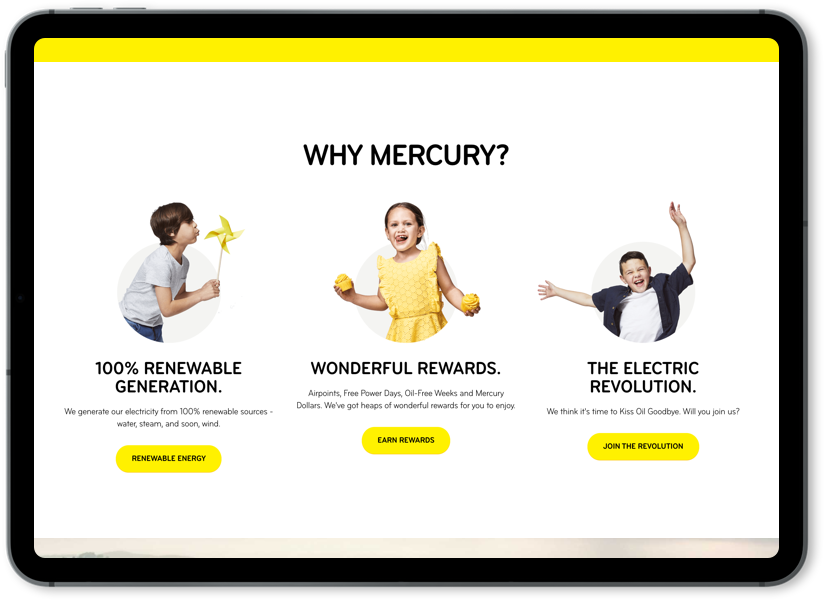 WHY MERCURY?
100% RENEWABLE
GENERATION.
We generate our electricity from 100% renewable sources -
water, steam, and soon, wind.
RENEWABLE ENERGY
WONDERFUL REWARDS.
Airpoints, Free Power Days, Oil-Free Weeks and Mercury
Dollars. We've got heaps of wonderful rewards for you to enjoy.
EARN REWARDS
THE ELECTRIC
REVOLUTION.
We think it's time to Kiss Oil Goodbye. Will you join us?
JOIN THE REVOLUTION